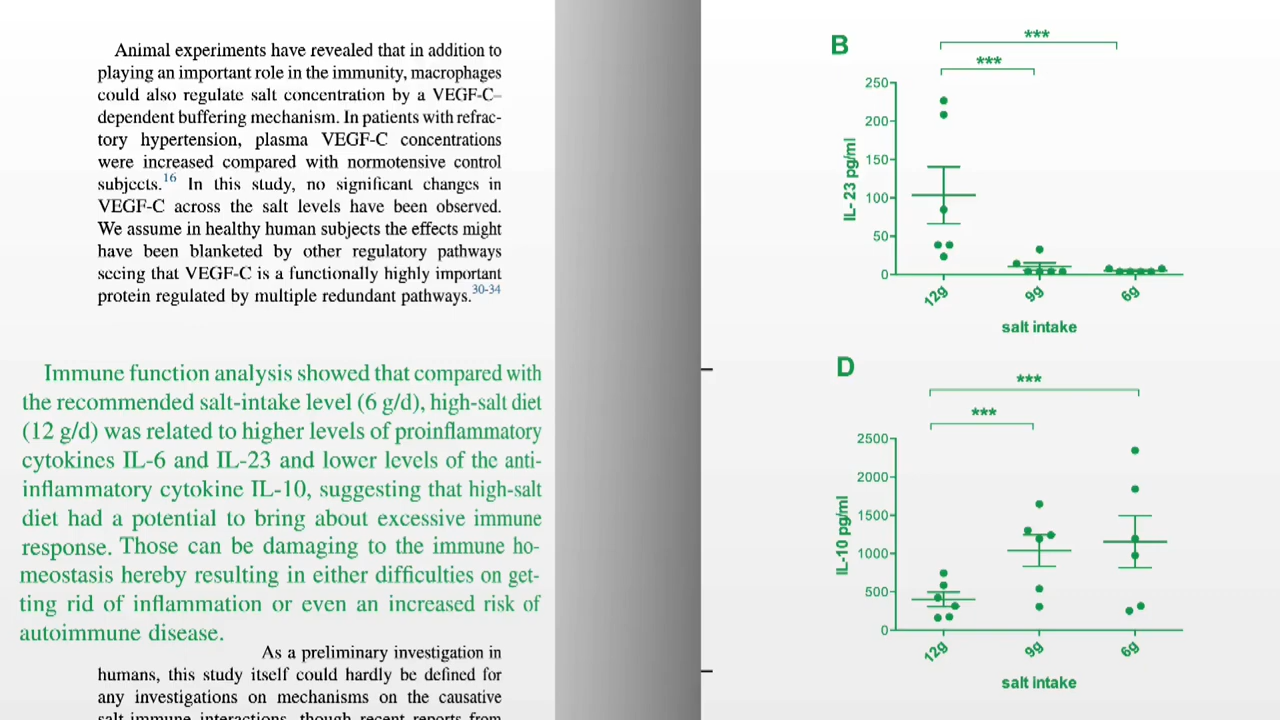 Animal experiments have revealed that in addition to
playing an important role in the immunity, macrophages
could also regulate salt concentration by a VEGF-C–
dependent buffering mechanism. In patients with refrac-
tory hypertension, plasma VEGF-C concentrations
were increased compared with normotensive control
subjects.16 In this study, no significant changes in
VEGF-C across the salt levels have been observed.
We assume in healthy human subjects the effects might
have been blanketed by other regulatory pathways
seeing that VEGF-C is a functionally highly important
protein regulated by multiple redundant pathways.30-34
Immune function analysis showed that compared with
the recommended salt-intake level (6 g/d), high-salt diet
(12 g/d) was related to higher levels of proinflammatory
cytokines IL-6 and IL-23 and lower levels of the anti-
inflammatory cytokine IL-10, suggesting that high-salt
diet had a potential to bring about excessive immune
response. Those can be damaging to the immune ho-
meostasis hereby resulting in either difficulties on get-
ting rid of inflammation or even an increased risk of
autoimmune disease.
As a preliminary investigation in
humans, this study itself could hardly be defined for
any investigations on mechanisms on the causative
salt-immune interactions, though recent reports from
B
***
***
IL- 23 pg/ml
250
200
150
100
50
0
12g 9g 6g
salt intake
D
***
***
IL-10 pg/ml
2500
2000
1500
1000
500
0
12g 9g 6g
salt intake